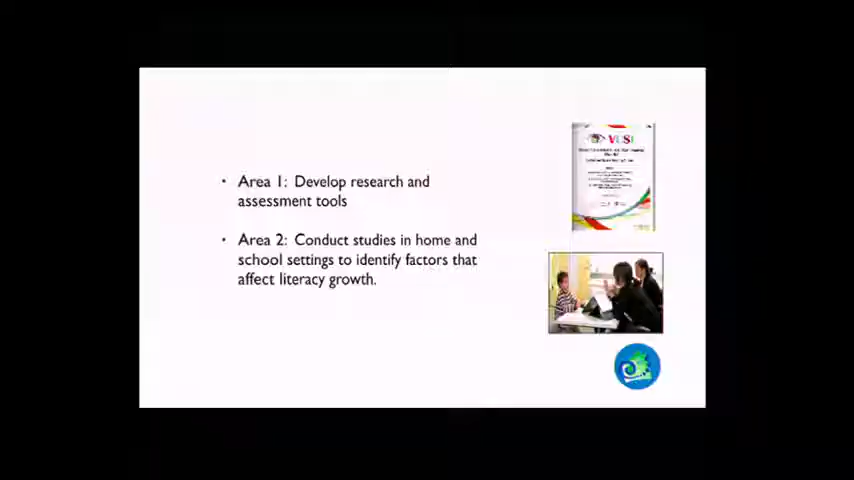 • Area 1: Develop research and
assessment tools
• Area 2: Conduct studies in home and
school settings to identify factors that
affect literacy growth.